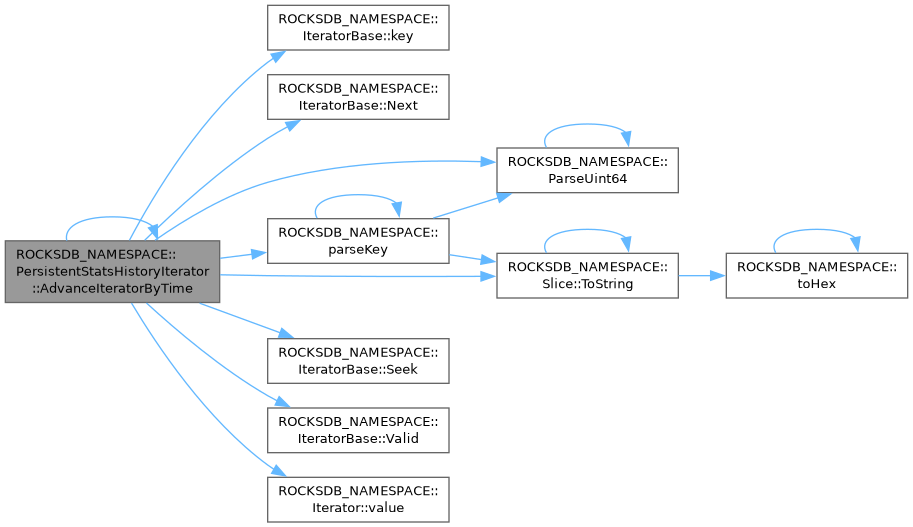 ROCKSDB_NAMESPACE::
PersistentStatsHistoryIterator
::AdvanceIteratorByTime
ROCKSDB_NAMESPACE::
IteratorBase::key
ROCKSDB_NAMESPACE::
IteratorBase::Next
ROCKSDB_NAMESPACE::
parseKey
ROCKSDB_NAMESPACE::
IteratorBase::Seek
ROCKSDB_NAMESPACE::
IteratorBase::Valid
ROCKSDB_NAMESPACE::
Iterator::value
ROCKSDB_NAMESPACE::
ParseUint64
ROCKSDB_NAMESPACE::
Slice::ToString
ROCKSDB_NAMESPACE::
toHex